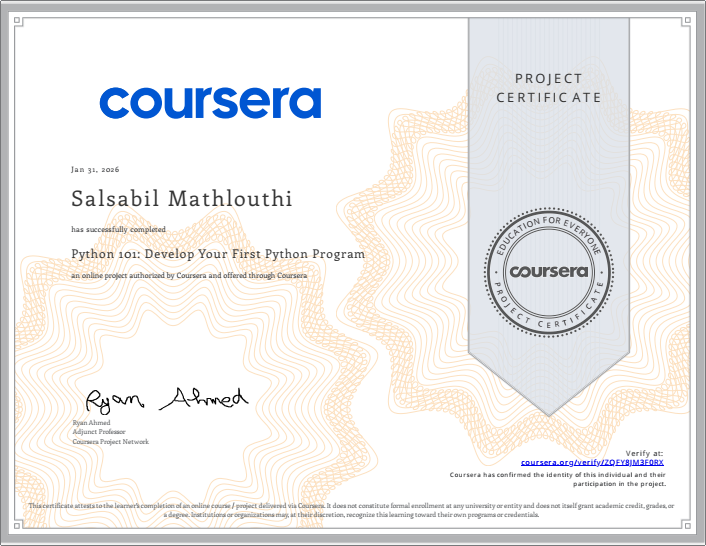 coursera
PROJECT
CERTIFICATE
Jan 31, 2026
Salsabil Mathlouthi
has successfully completed
Python 101: Develop Your First Python Program
an online project authorized by Coursera and offered through Coursera
EDUCATION FOR EVERYONE
coursera
PROJECT CERTIFICATE
Ryan Ahmed
Ryan Ahmed
Adjunct Professor
Coursera Project Network
Verify at:
coursera.org/verify/ZQFY8JM3F0RX
Coursera has confirmed the identity of this individual and their
participation in the project.
This certificate attests to the learner's completion of an online course / project delivered via Coursera. It does not constitute formal enrollment at any university or entity and does not itself grant academic credit, grades, or
a degree. Institutions or organizations may, at their discretion, recognize this learning toward their own programs or credentials.